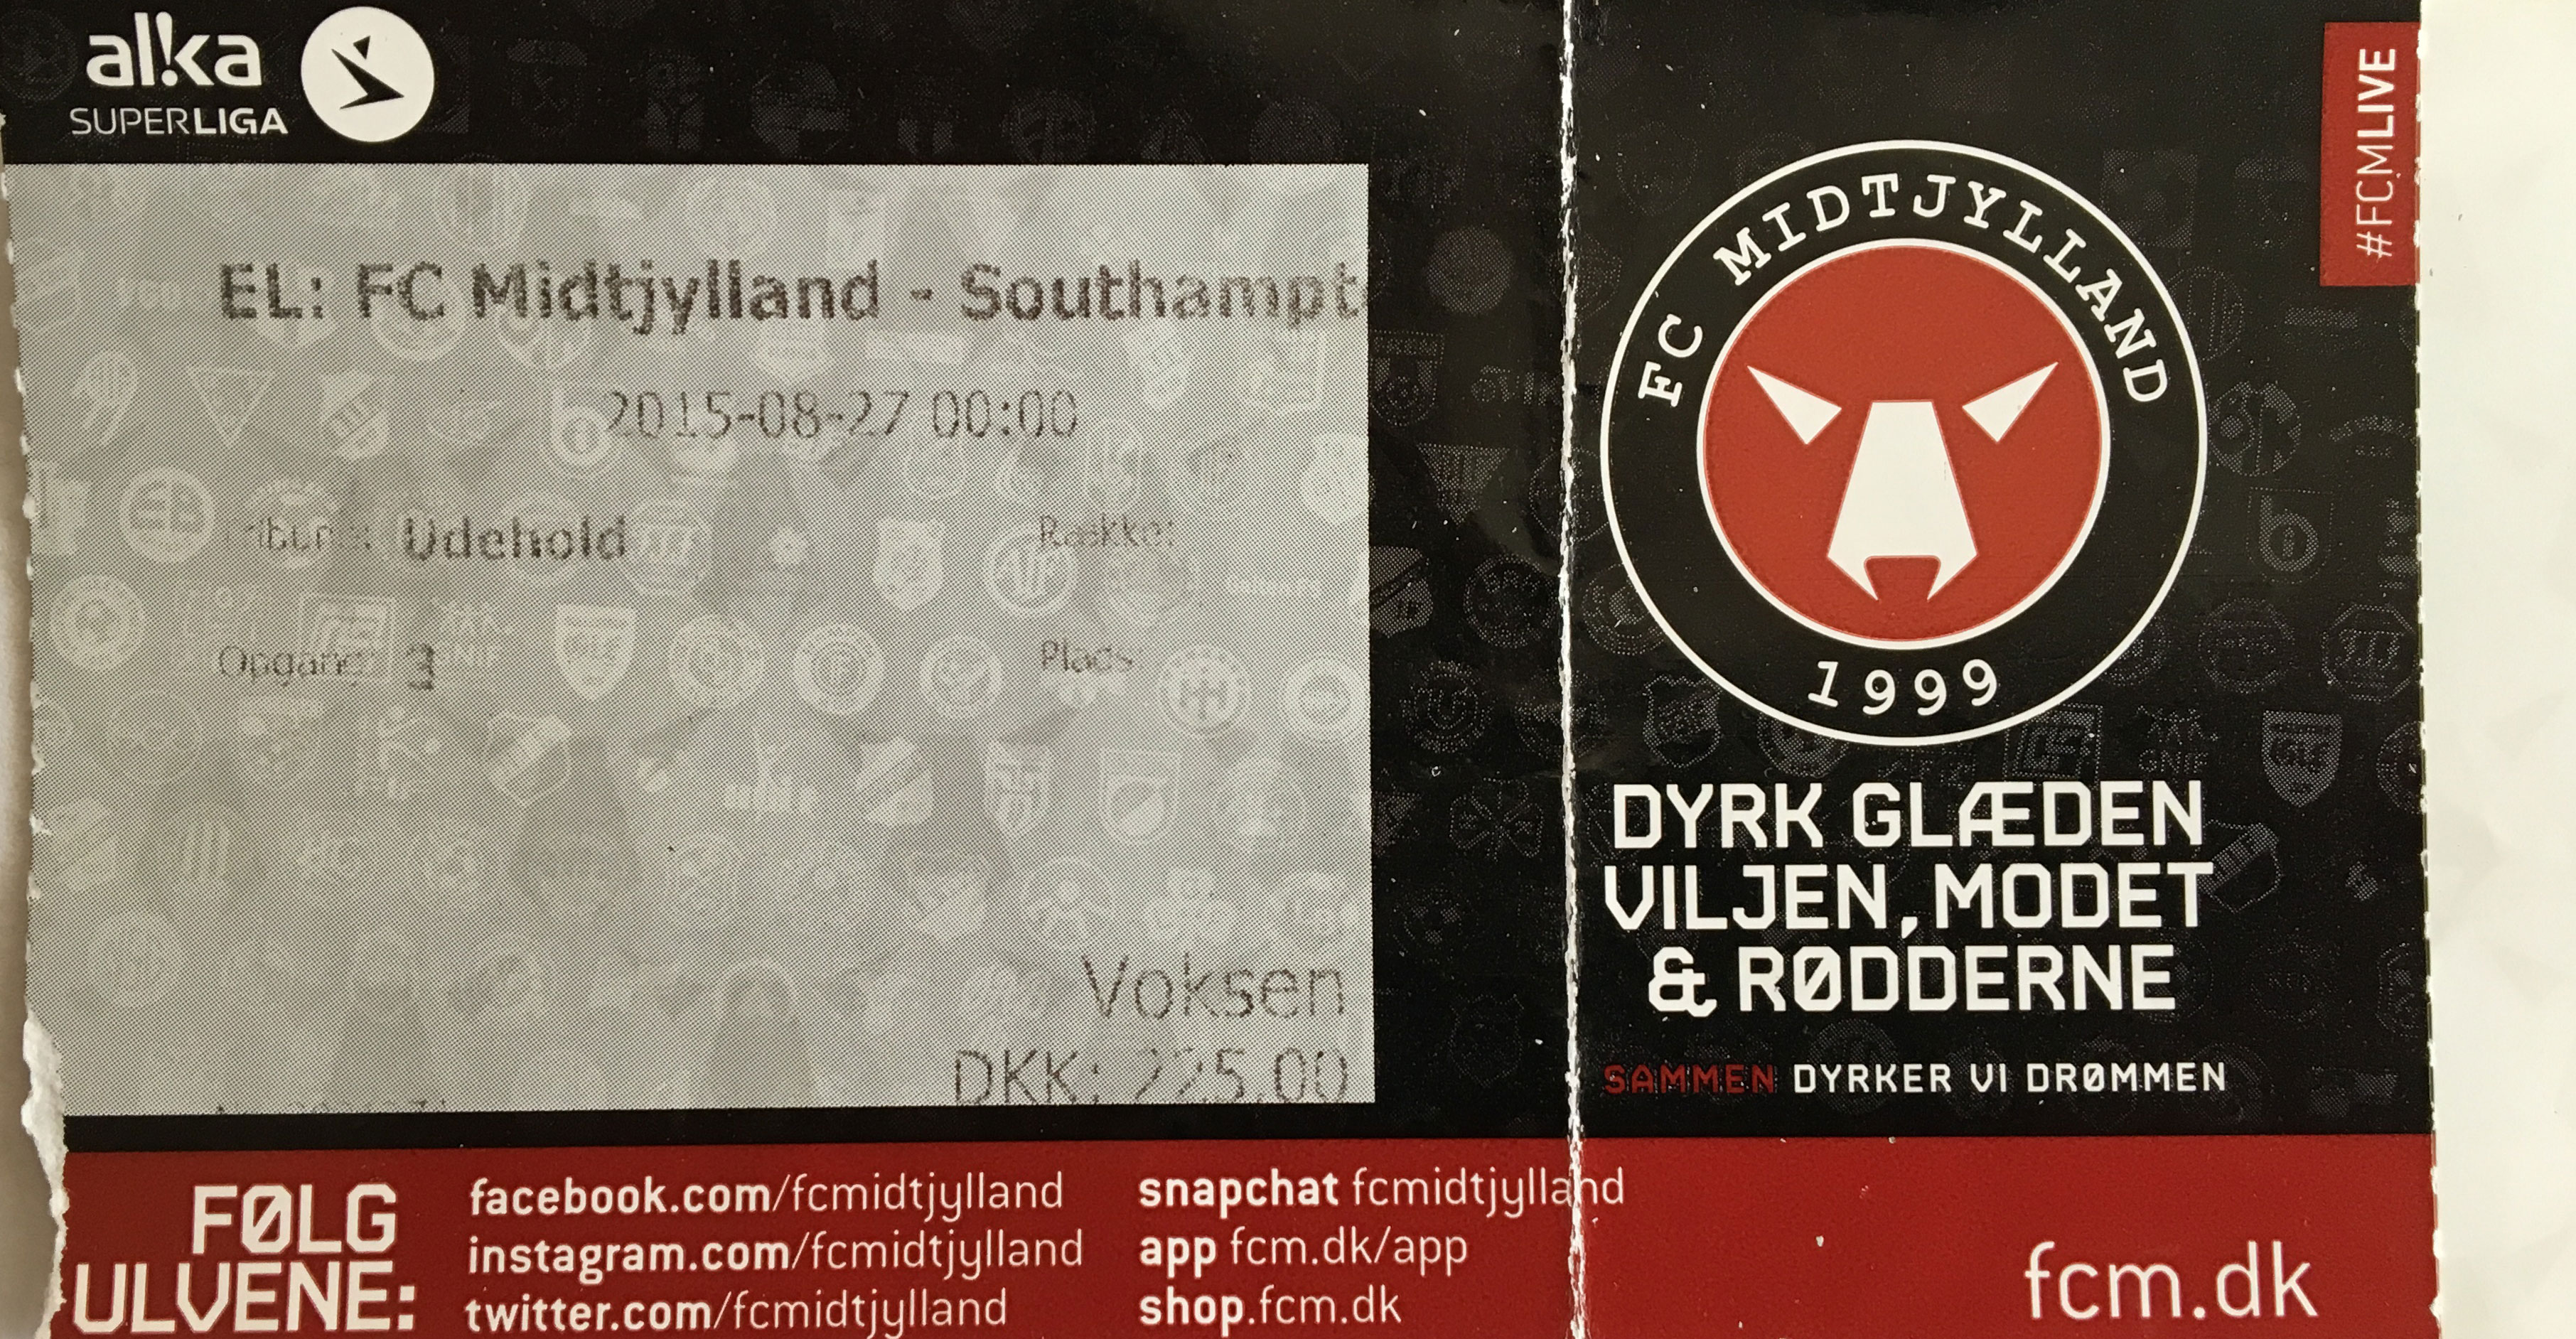 al!ka
SUPERLIGA
EL: FC Midtjylland - Southampt
2015-08-27 00:00
Udehold
Række:
Opgang: 3
Plads:
Voksen
DKK: 225.00
#FCMLIVE
FC MIDTJYLLAND
1999
DYRK GLÆDEN
VILJEN, MODET
& RØDDERNE
SAMMEN DYRKER VI DRØMMEN
FØLG
ULVENE:
facebook.com/fcmidtjylland
instagram.com/fcmidtjylland
twitter.com/fcmidtjylland
snapchat fcmidtjylland
app fcm.dk/app
shop.fcm.dk
fcm.dk